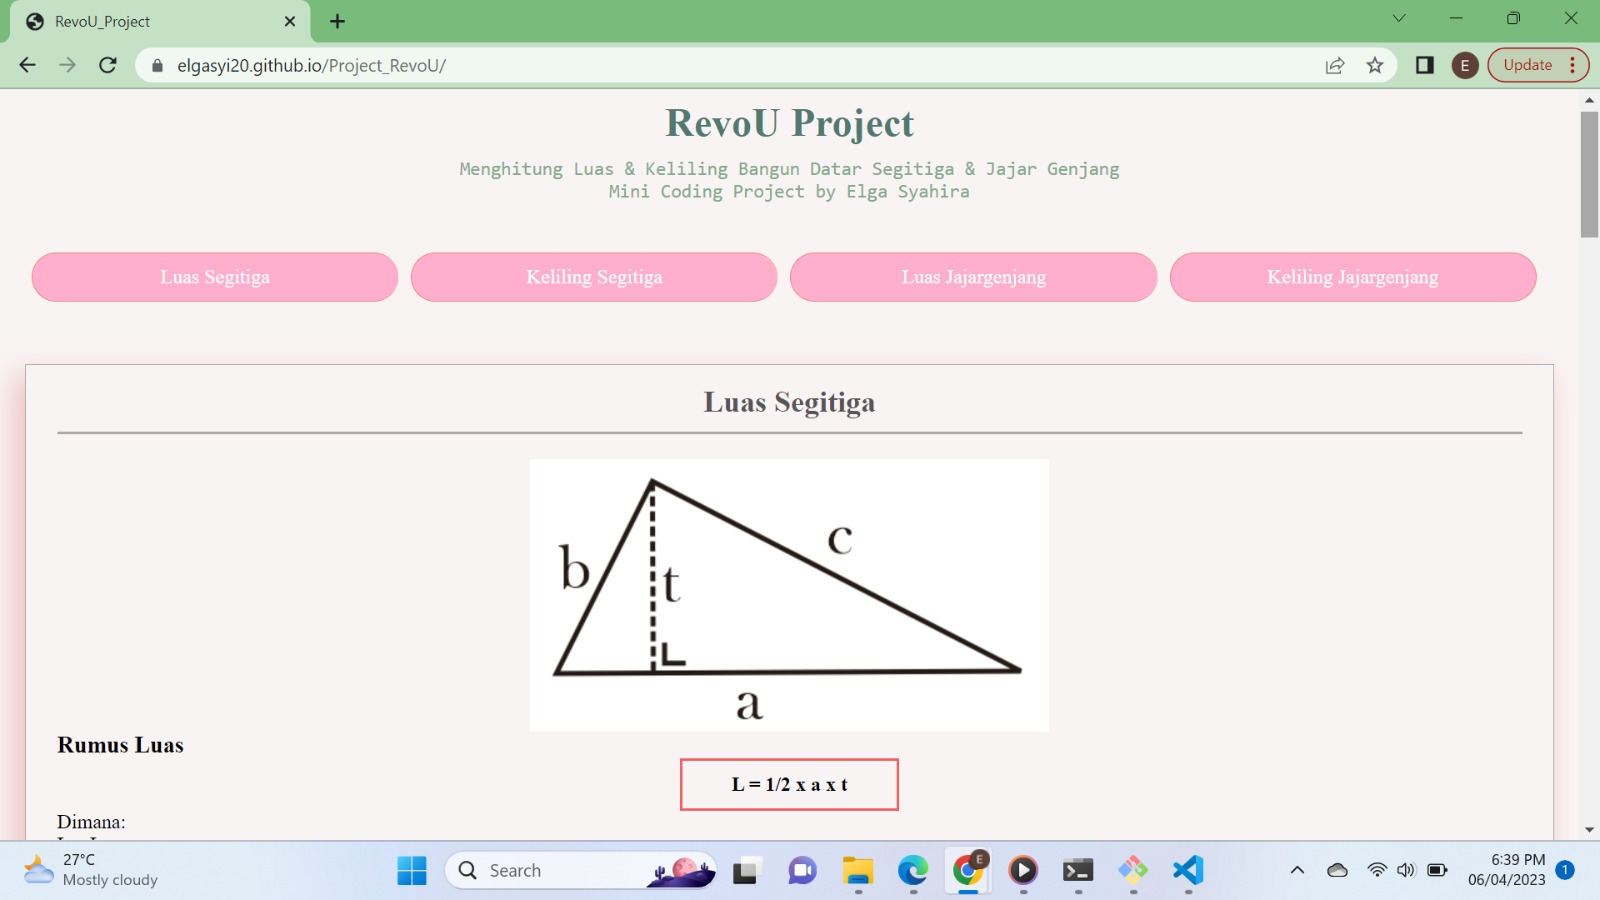 RevoU_Project
elgasyi20.github.io/Project_RevoU/
E
Update
RevoU Project
Menghitung Luas & Keliling Bangun Datar Segitiga & Jajar Genjang
Mini Coding Project by Elga Syahira
Luas Segitiga
Keliling Segitiga
Luas Jajargenjang
Keliling Jajargenjang
Luas Segitiga
b
t
c
a
Rumus Luas
L = 1/2 x a x t
Dimana:
27°C
Mostly cloudy
Search
E
6:39 PM
06/04/2023
1